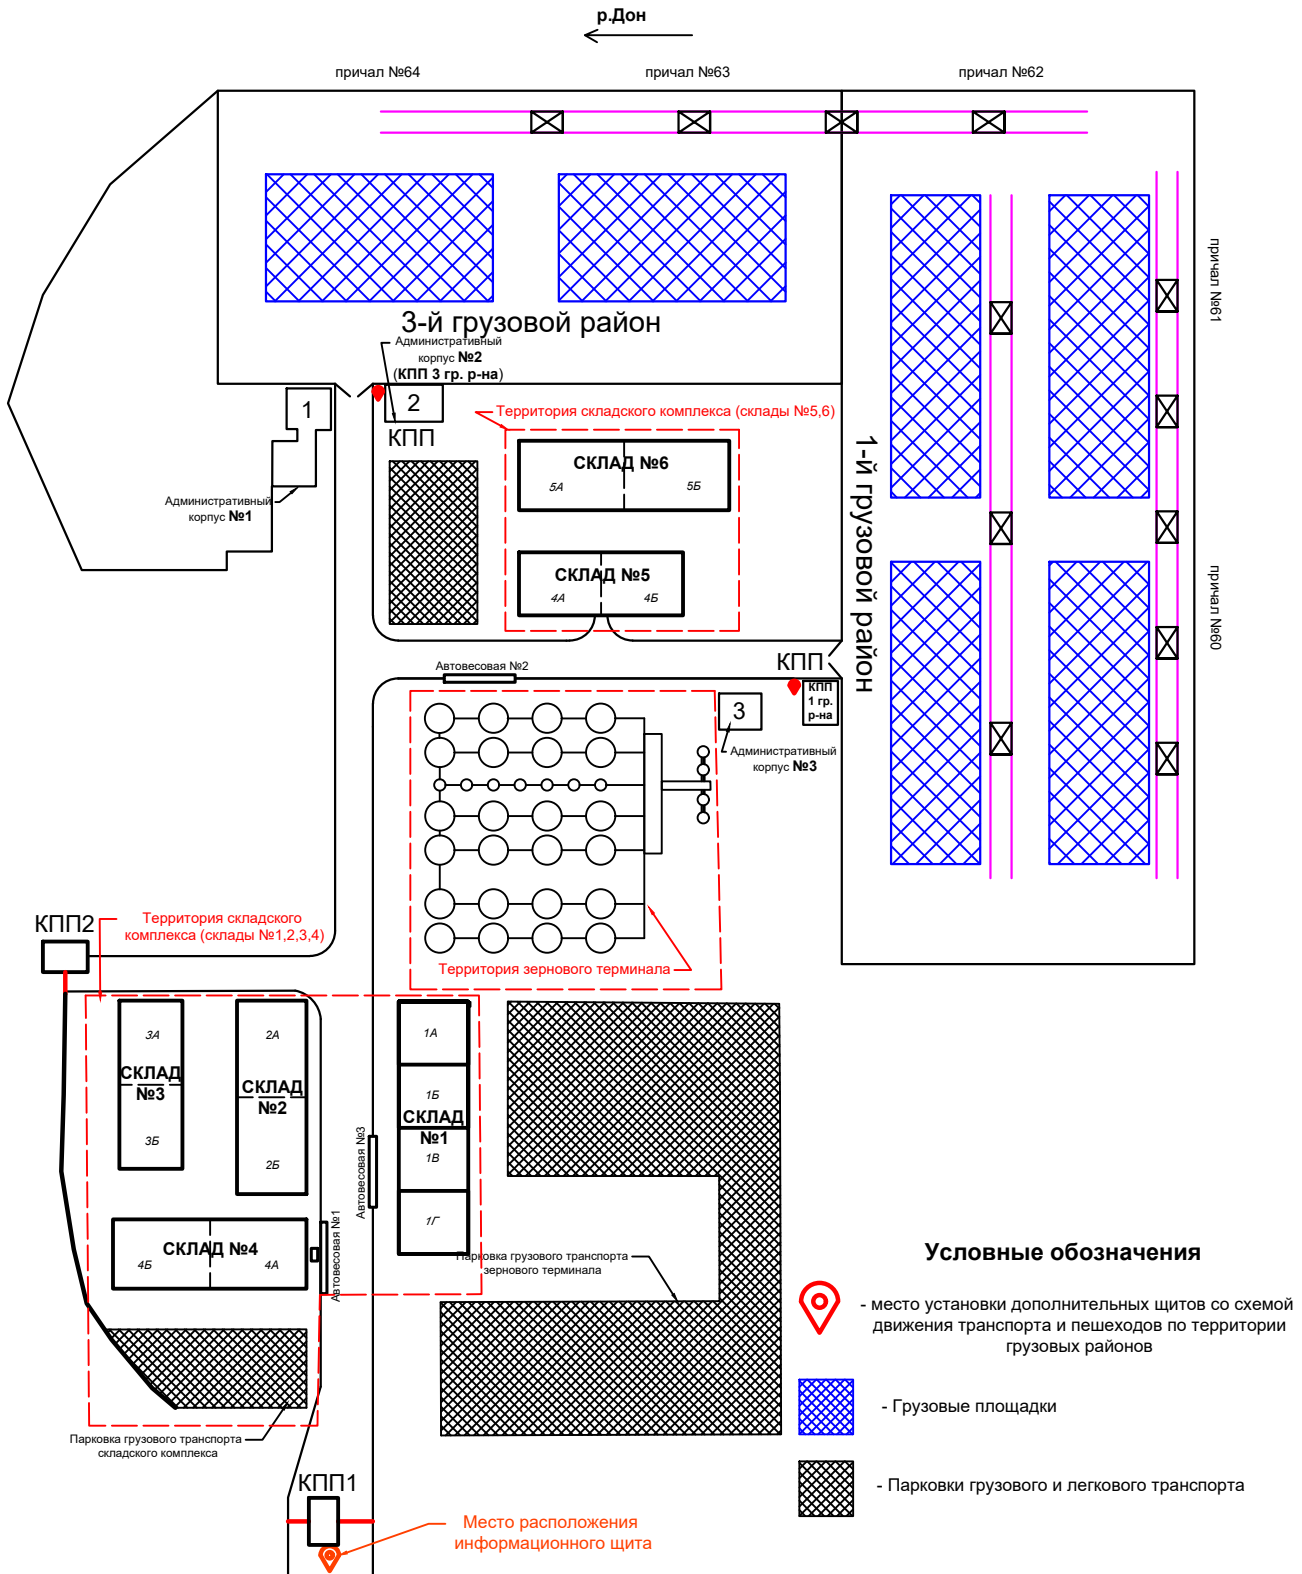 р.Дон
причал №64
причал №63
причал №62
причал №61
причал №60
3-й грузовой район
Административный
корпус №2
(КПП 3 гр. р-на)
1
2
КПП
Территория складского комплекса (склады №5,6)
СКЛАД №6
5А
5Б
1-й грузовой район
Административный
корпус №1
СКЛАД №5
4А
4Б
Автовесовая №2
КПП
КПП
1 гр.
р-на
3
Административный
корпус №3
КПП2
Территория складского
комплекса (склады №1,2,3,4)
Территория зернового терминала
3А
СКЛАД
№3
3Б
2А
СКЛАД
№2
2Б
1А
1Б
СКЛАД
№1
1В
1Г
Автовесовая №3
Автовесовая №1
СКЛАД №4
4Б
4А
Парковка грузового транспорта
зернового терминала
Парковка грузового транспорта
складского комплекса
КПП1
Место расположения
информационного щита
Условные обозначения
- место установки дополнительных щитов со схемой
движения транспорта и пешеходов по территории
грузовых районов
- Грузовые площадки
- Парковки грузового и легкового транспорта